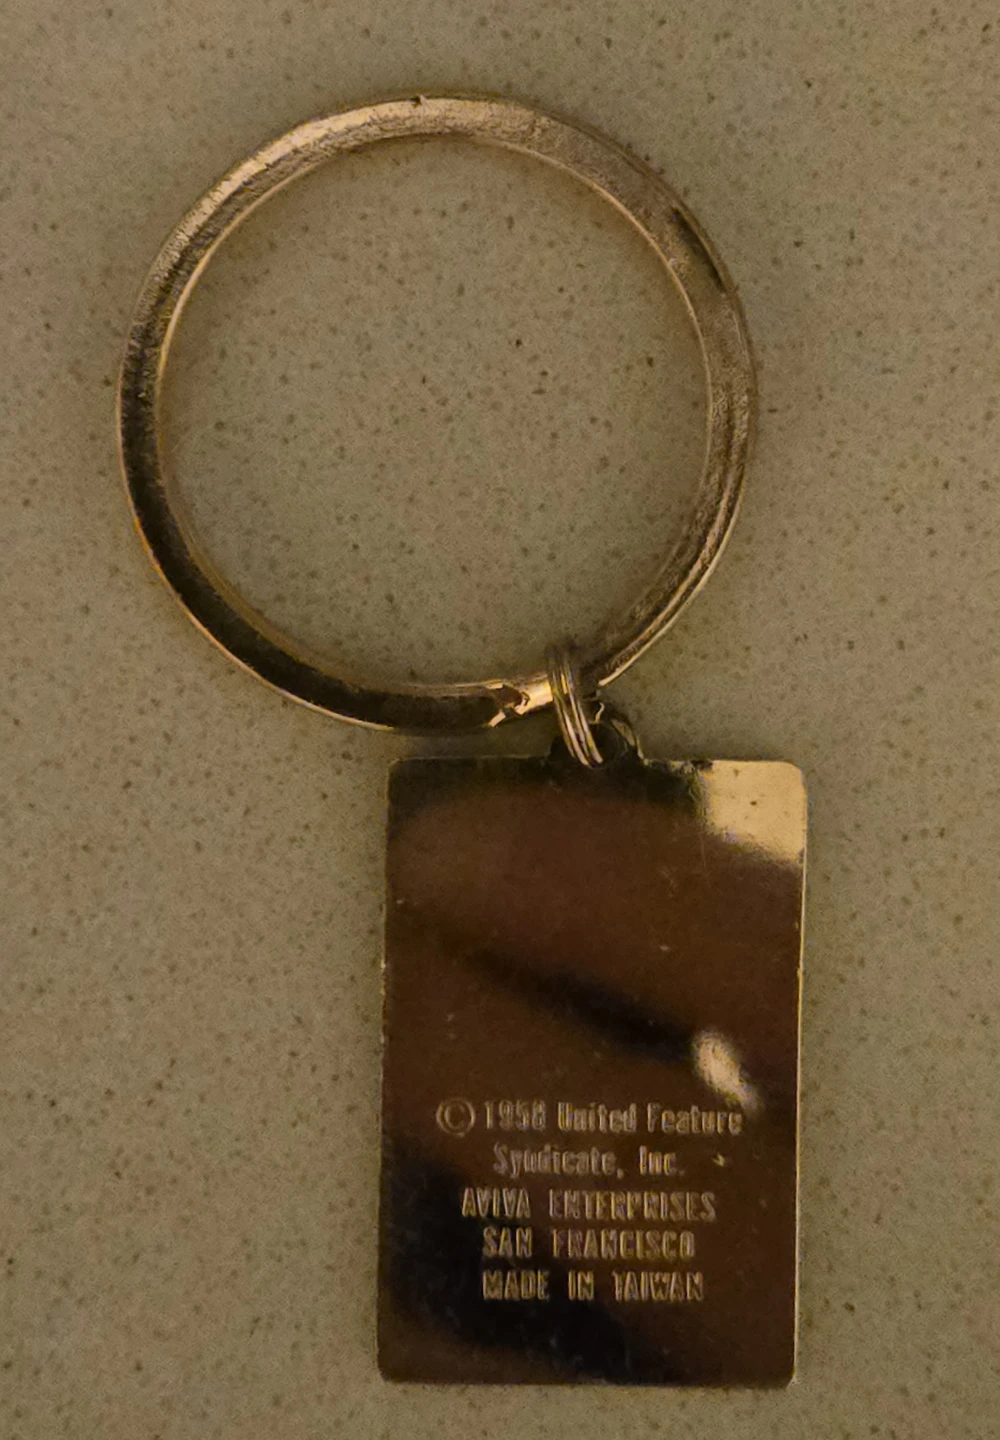 © 1958 United Feature
Syndicate, Inc.
AVIVA ENTERPRISES
SAN FRANCISCO
MADE IN TAIWAN